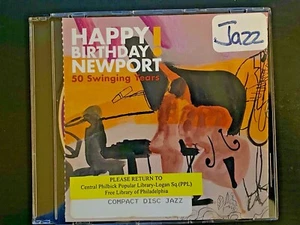 HAPPY!
BIRTHDAY
NEWPORT
50 Swinging Years
Jazz
PLEASE RETURN TO
Central Philbrick Popular Library-Logan Sq (PPL)
Free Library of Philadelphia
COMPACT DISC JAZZ